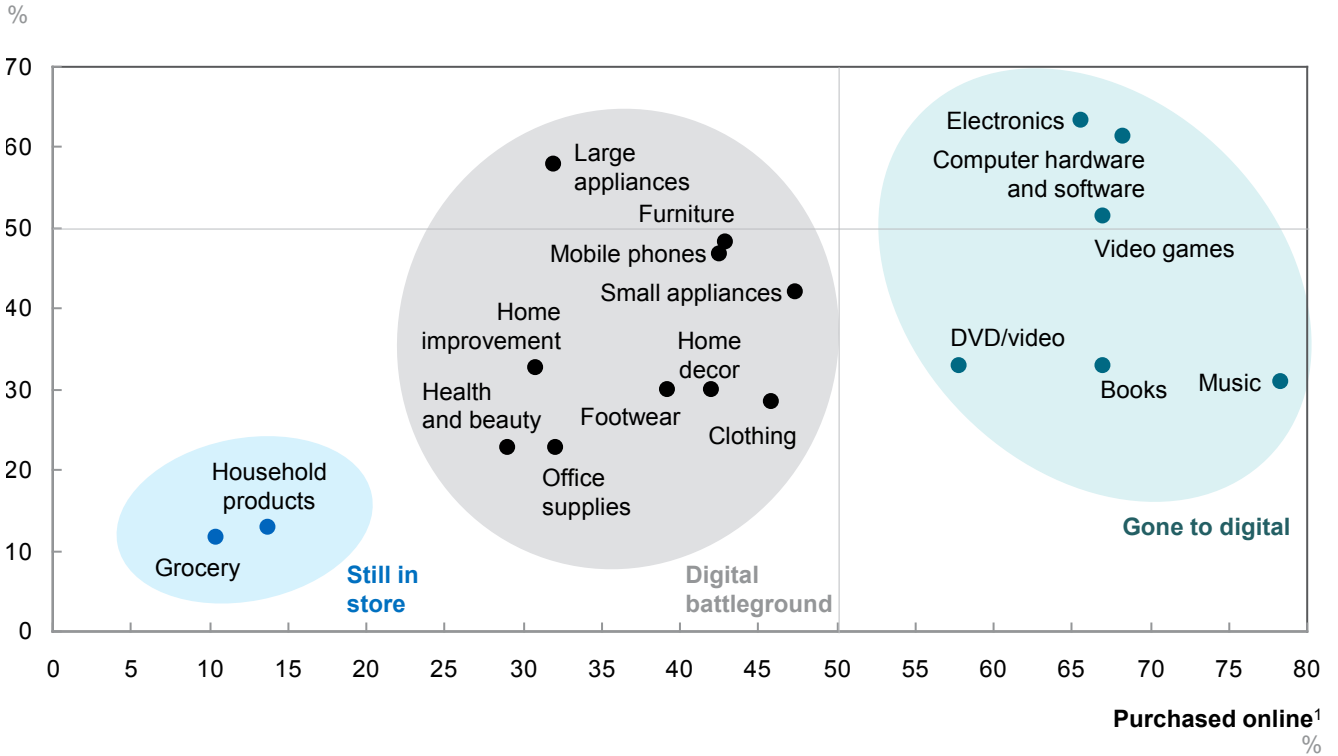 %
70
60
50
40
30
20
10
0
Electronics
Computer hardware
and software
Video games
DVD/video
Books
Music
Gone to digital
Large
appliances
Furniture
Mobile phones
Small appliances
Home
improvement
Home
decor
Health
and beauty
Footwear
Clothing
Office
supplies
Digital
battleground
Household
products
Grocery
Still in
store
0 5 10 15 20 25 30 35 40 45 50 55 60 65 70 75 80
Purchased online¹
%